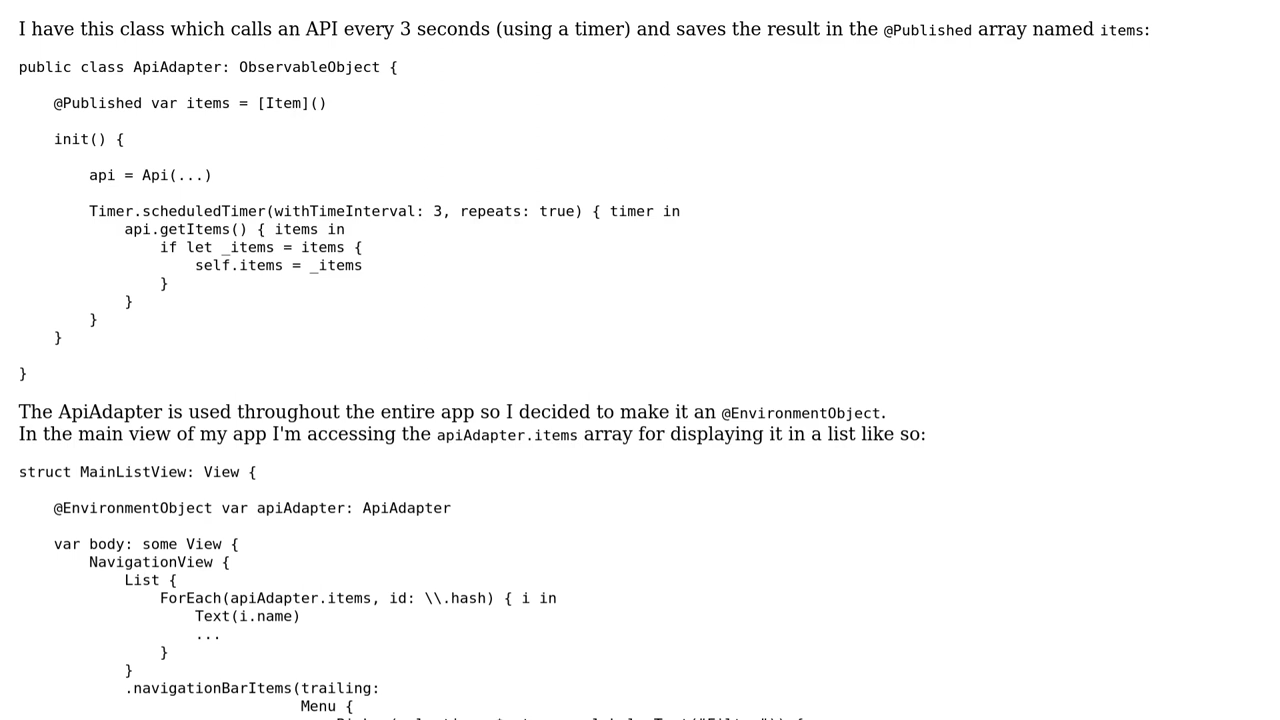 I have this class which calls an API every 3 seconds (using a timer) and saves the result in the @Published array named items:
public class ApiAdapter: ObservableObject {
@Published var items = [Item]()
init() {
api = Api(...)
Timer.scheduledTimer(withTimeInterval: 3, repeats: true) { timer in
api.getItems() { items in
if let _items = items {
self.items = _items
}
}
}
}
}
The ApiAdapter is used throughout the entire app so I decided to make it an @EnvironmentObject.
In the main view of my app I'm accessing the apiAdapter.items array for displaying it in a list like so:
struct MainListView: View {
@EnvironmentObject var apiAdapter: ApiAdapter
var body: some View {
NavigationView {
List {
ForEach(apiAdapter.items, id: \\.hash) { i in
Text(i.name)
...
}
}
.navigationBarItems(trailing:
Menu {